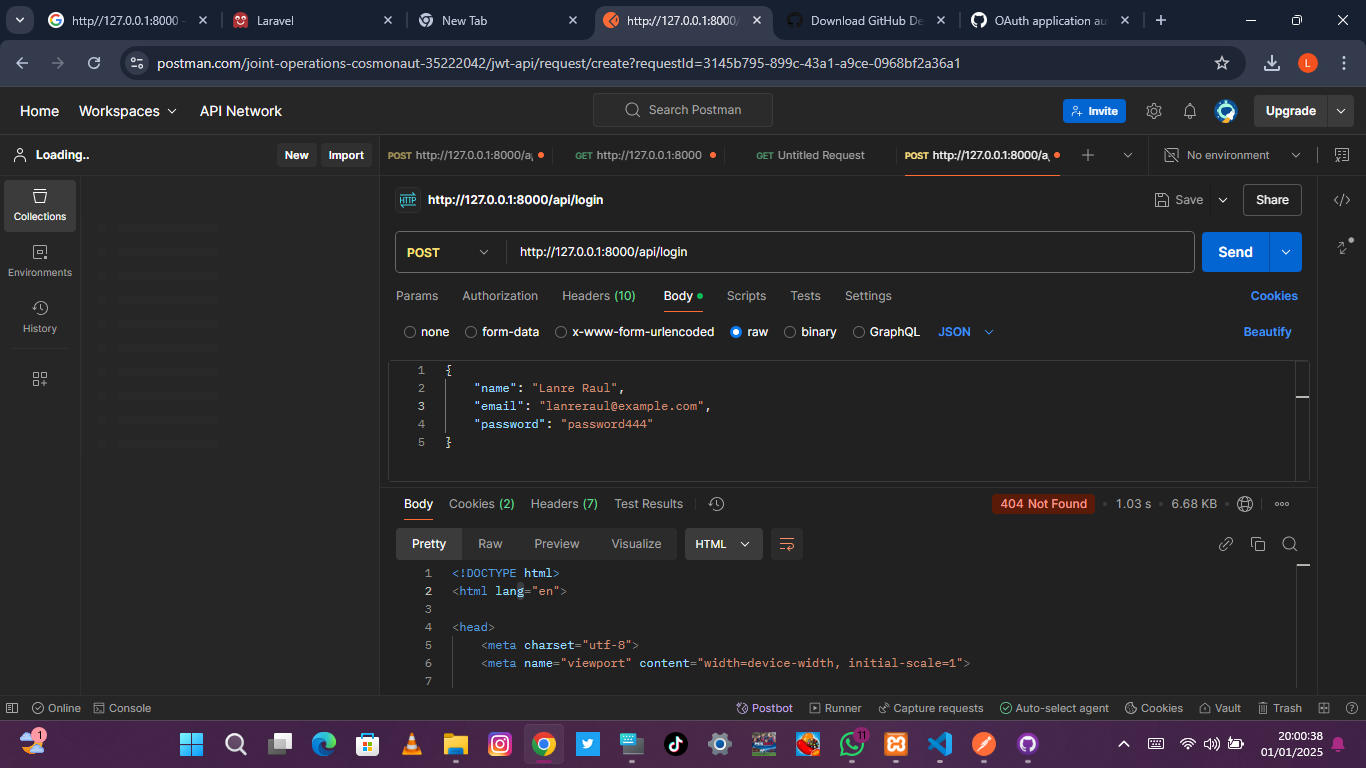 http//127.0.0.1:8000 -
Laravel
New Tab
http://127.0.0.1:8000/
Download GitHub De
OAuth application au
postman.com/joint-operations-cosmonaut-35222042/jwt-api/request/create?requestId=3145b795-899c-43a1-a9ce-0968bf2a36a1
L
Home
Workspaces
API Network
Search Postman
Invite
Upgrade
Loading..
New
Import
POST http://127.0.0.1:8000/a
GET http://127.0.0.1:8000
GET Untitled Request
POST http://127.0.0.1:8000/a
No environment
Collections
Environments
History
HTTP
http://127.0.0.1:8000/api/login
Save
Share
POST
http://127.0.0.1:8000/api/login
Send
Params
Authorization
Headers (10)
Body
Scripts
Tests
Settings
Cookies
none
form-data
x-www-form-urlencoded
raw
binary
GraphQL
JSON
Beautify
1 {
2 "name": "Lanre Raul",
3 "email": "lanreraul@example.com",
4 "password": "password444"
5 }
Body
Cookies (2)
Headers (7)
Test Results
404 Not Found
1.03 s
6.68 KB
Pretty
Raw
Preview
Visualize
HTML
1 <!DOCTYPE html>
2 <html lang="en">
3
4 <head>
5 <meta charset="utf-8">
6 <meta name="viewport" content="width=device-width, initial-scale=1">
7
Online
Console
Postbot
Runner
Capture requests
Auto-select agent
Cookies
Vault
Trash
1
11
20:00:38
01/01/2025